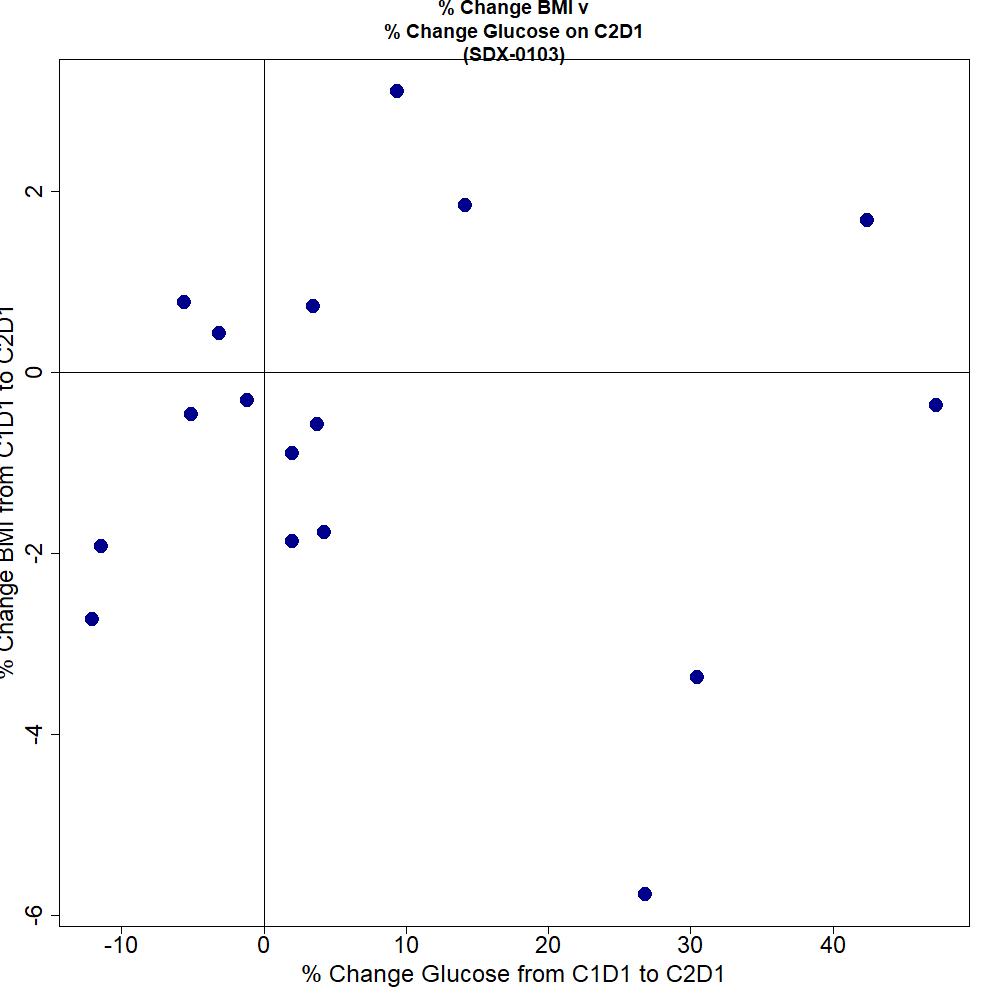 % Change BMI v
% Change Glucose on C2D1
(SDX-0103)
% Change BMI from C1D1 to C2D1
2
0
-2
-4
-6
-10
0
10
20
30
40
% Change Glucose from C1D1 to C2D1